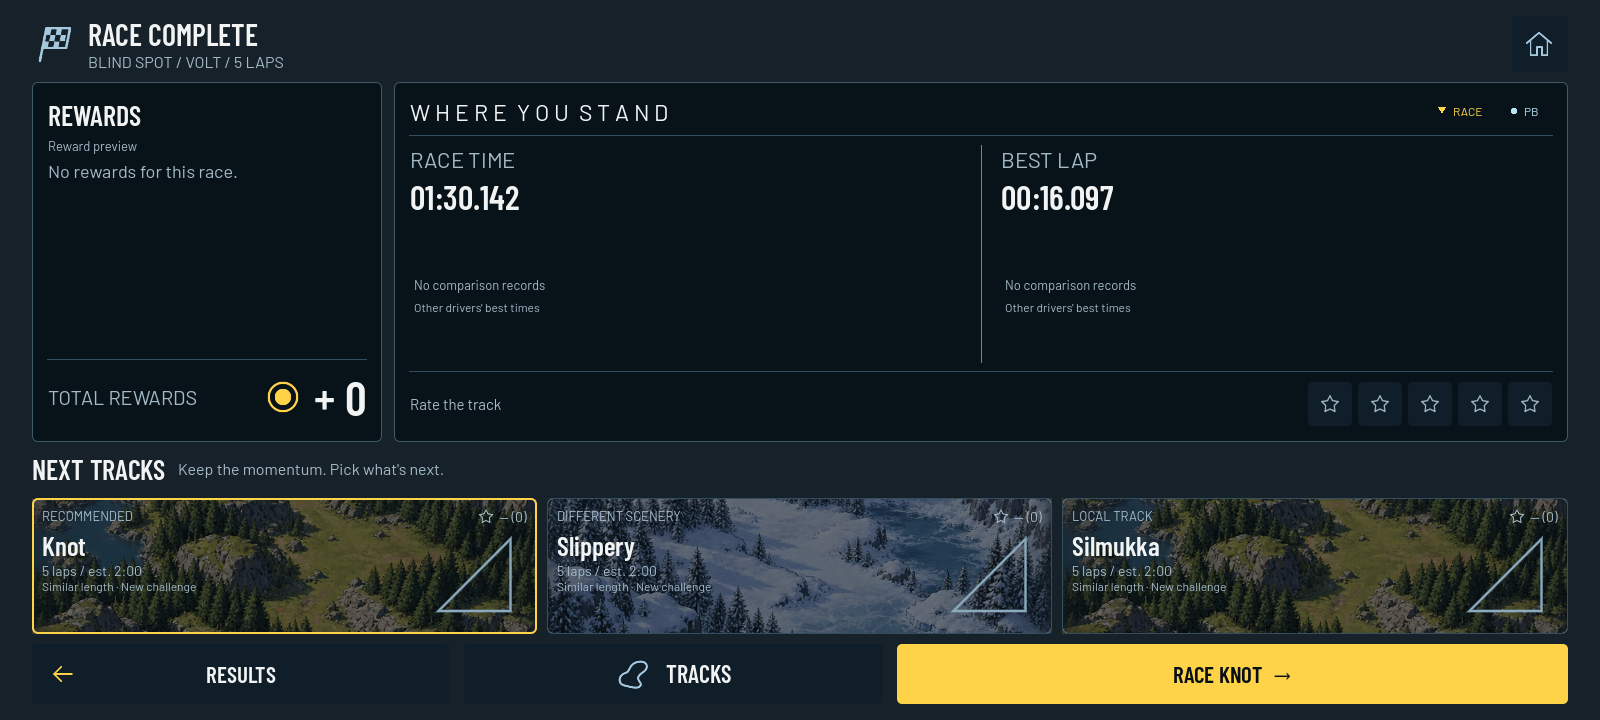 RACE COMPLETE
BLIND SPOT / VOLT / 5 LAPS
REWARDS
Reward preview
No rewards for this race.
TOTAL REWARDS
+ 0
WHERE YOU STAND
RACE
PB
RACE TIME
01:30.142
No comparison records
Other drivers' best times
BEST LAP
00:16.097
No comparison records
Other drivers' best times
Rate the track
NEXT TRACKS
Keep the momentum. Pick what's next.
RECOMMENDED
– (0)
Knot
5 laps / est. 2:00
Similar length · New challenge
DIFFERENT SCENERY
– (0)
Slippery
5 laps / est. 2:00
Similar length · New challenge
LOCAL TRACK
– (0)
Silmukka
5 laps / est. 2:00
Similar length · New challenge
← RESULTS
TRACKS
RACE KNOT →